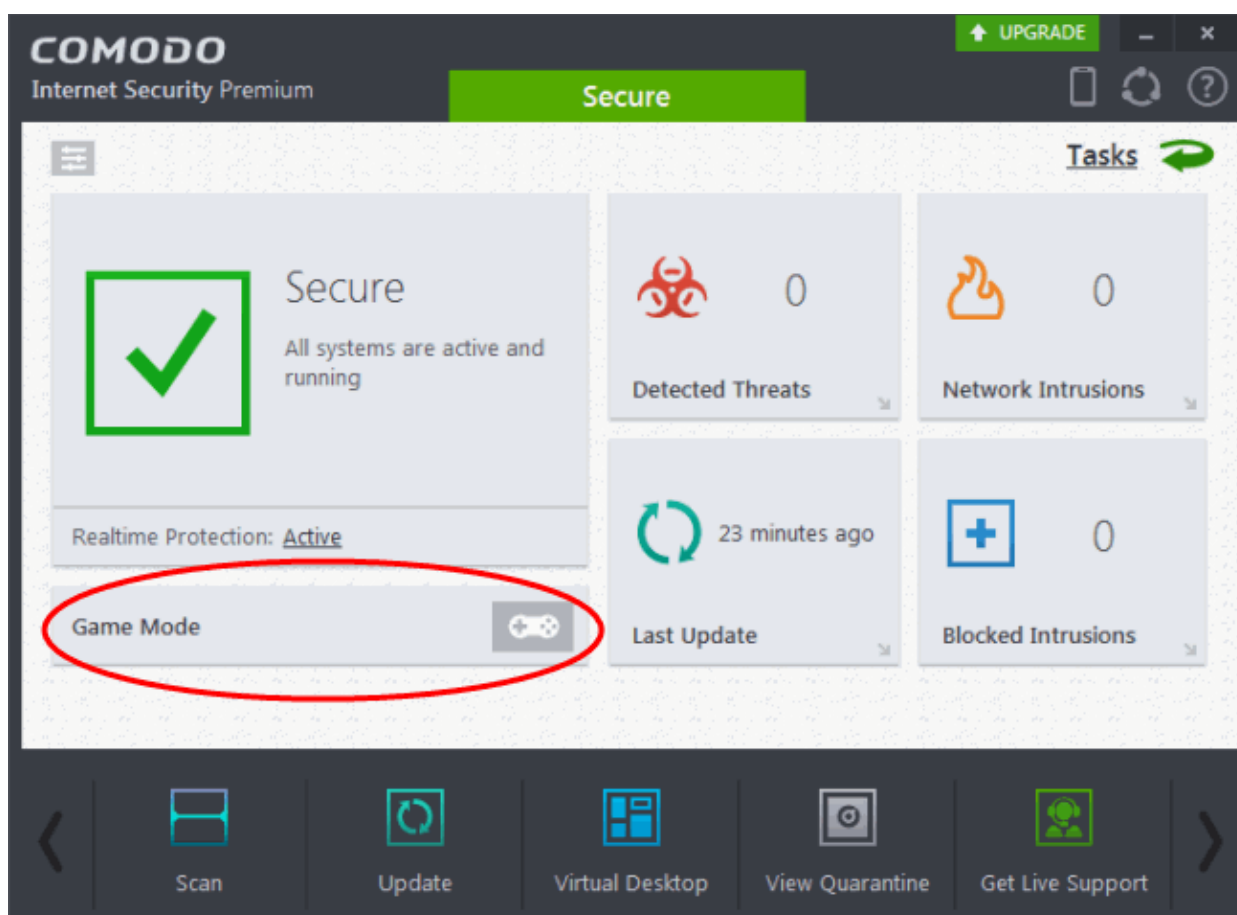 COMODO
Internet Security Premium
UPGRADE
Secure
Tasks
Secure
All systems are active and
running
Realtime Protection: Active
Game Mode
0
Detected Threats
0
Network Intrusions
23 minutes ago
Last Update
0
Blocked Intrusions
Scan
Update
Virtual Desktop
View Quarantine
Get Live Support